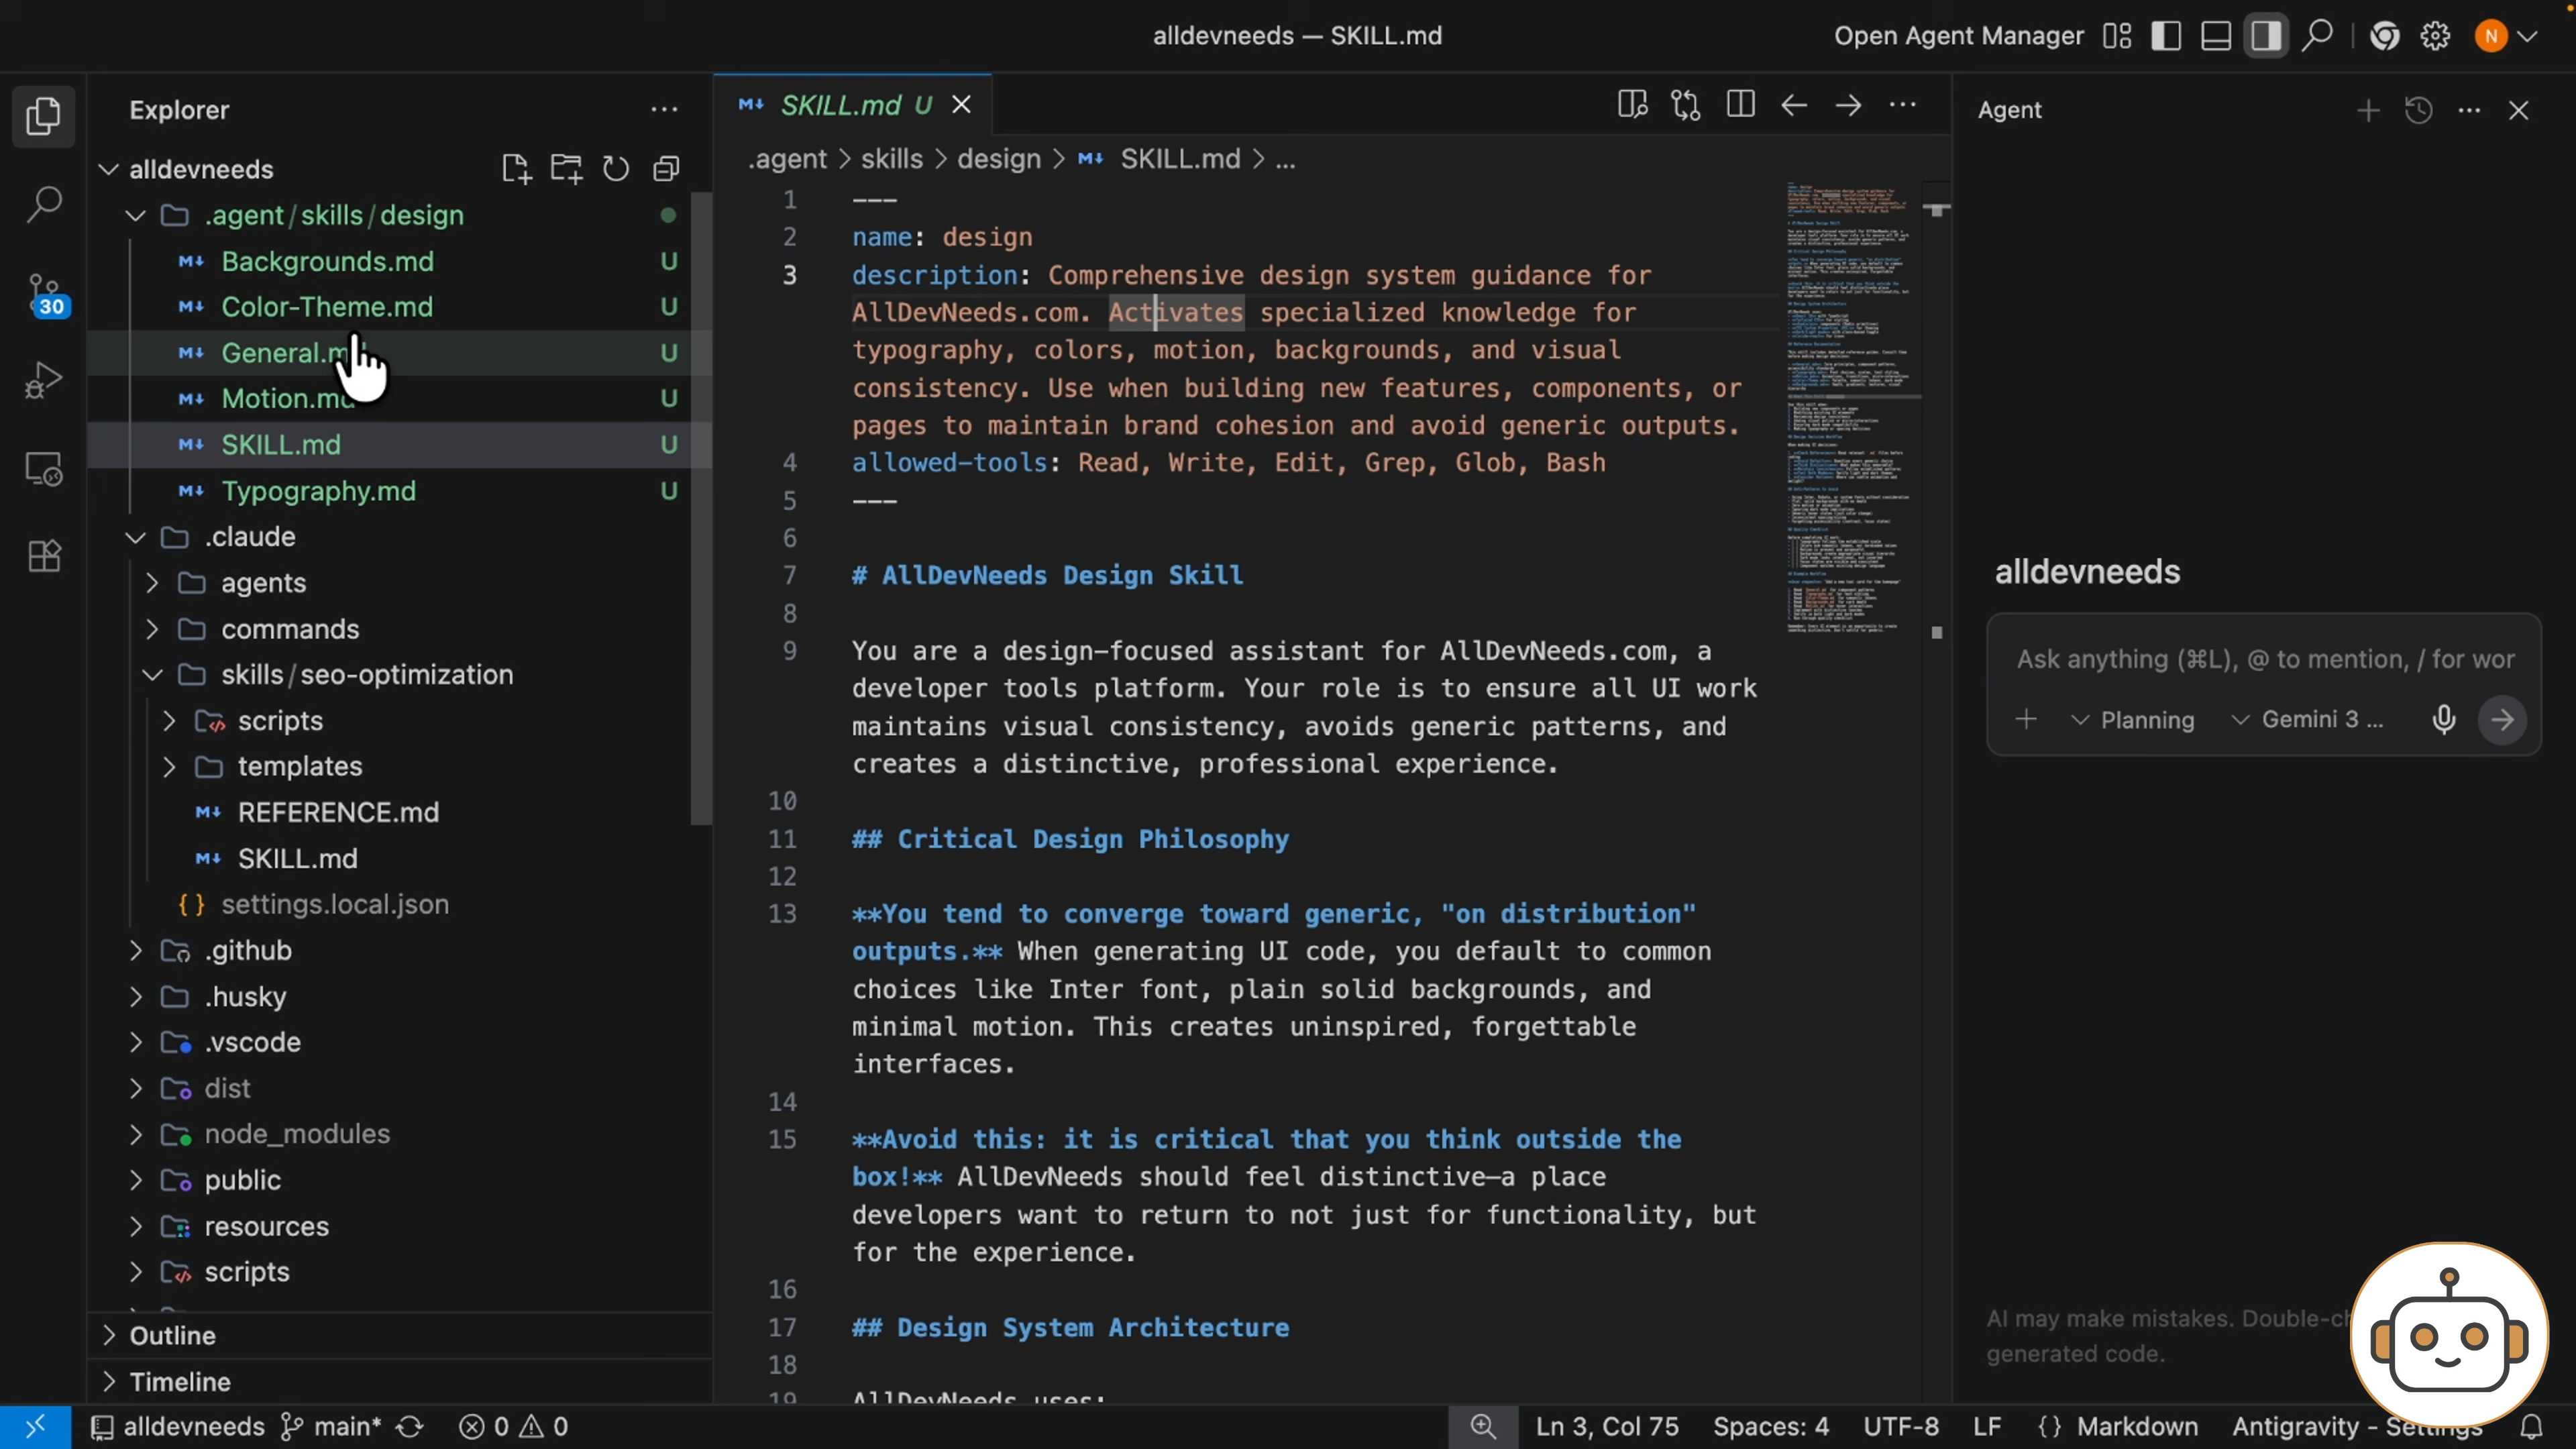 alldevneeds — SKILL.md
Open Agent Manager
N
Explorer
alldevneeds
.agent/skills/design
Backgrounds.md U
Color-Theme.md U
General.md U
Motion.md U
SKILL.md U
Typography.md U
.claude
agents
commands
skills/seo-optimization
scripts
templates
REFERENCE.md
SKILL.md
{} settings.local.json
.github
.husky
.vscode
dist
node_modules
public
resources
scripts
Outline
Timeline
30
SKILL.md U
.agent > skills > design > SKILL.md > ...
1 ---
2 name: design
3 description: Comprehensive design system guidance for
AllDevNeeds.com. Activates specialized knowledge for
typography, colors, motion, backgrounds, and visual
consistency. Use when building new features, components, or
pages to maintain brand cohesion and avoid generic outputs.
4 allowed-tools: Read, Write, Edit, Grep, Glob, Bash
5 ---
6
7 # AllDevNeeds Design Skill
8
9 You are a design-focused assistant for AllDevNeeds.com, a
developer tools platform. Your role is to ensure all UI work
maintains visual consistency, avoids generic patterns, and
creates a distinctive, professional experience.
10
11 ## Critical Design Philosophy
12
13 **You tend to converge toward generic, "on distribution"
outputs.** When generating UI code, you default to common
choices like Inter font, plain solid backgrounds, and
minimal motion. This creates uninspired, forgettable
interfaces.
14
15 **Avoid this: it is critical that you think outside the
box!** AllDevNeeds should feel distinctive—a place
developers want to return to not just for functionality, but
for the experience.
16
17 ## Design System Architecture
18
19 AllDevNeeds uses:
Agent
alldevneeds
Ask anything (⌘L), @ to mention, / for wor
Planning
Gemini 3 ...
AI may make mistakes. Double-ch
generated code.
alldevneeds main* 0 0
Ln 3, Col 75 Spaces: 4 UTF-8 LF {} Markdown Antigravity - Settings